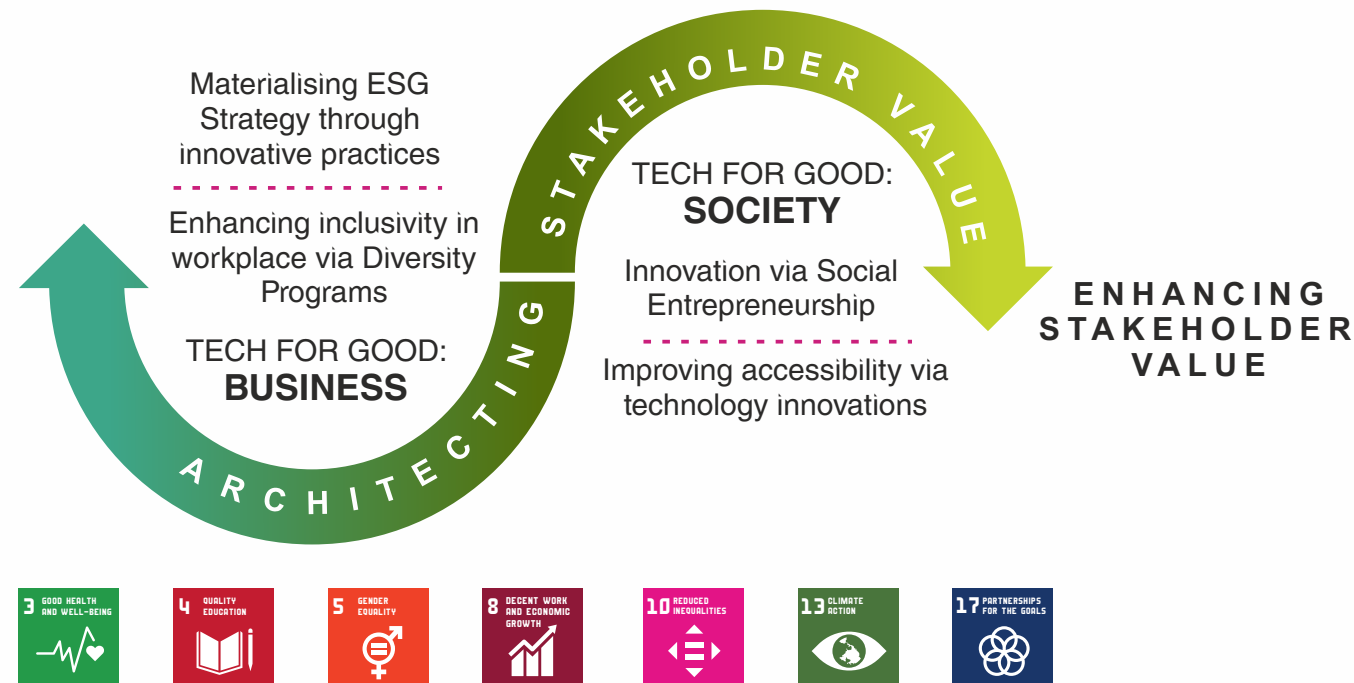 Materialising ESG
Strategy through
innovative practices
Enhancing inclusivity in
workplace via Diversity
Programs
TECH FOR GOOD:
BUSINESS
ARCHITECTING
STAKEHOLDER VALUE
TECH FOR GOOD:
SOCIETY
Innovation via Social
Entrepreneurship
Improving accessibility via
technology innovations
ENHANCING
STAKEHOLDER
VALUE
3 GOOD HEALTH
AND WELL-BEING
4 QUALITY
EDUCATION
5 GENDER
EQUALITY
8 DECENT WORK
AND ECONOMIC
GROWTH
10 REDUCED
INEQUALITIES
13 CLIMATE
ACTION
17 PARTNERSHIPS
FOR THE GOALS